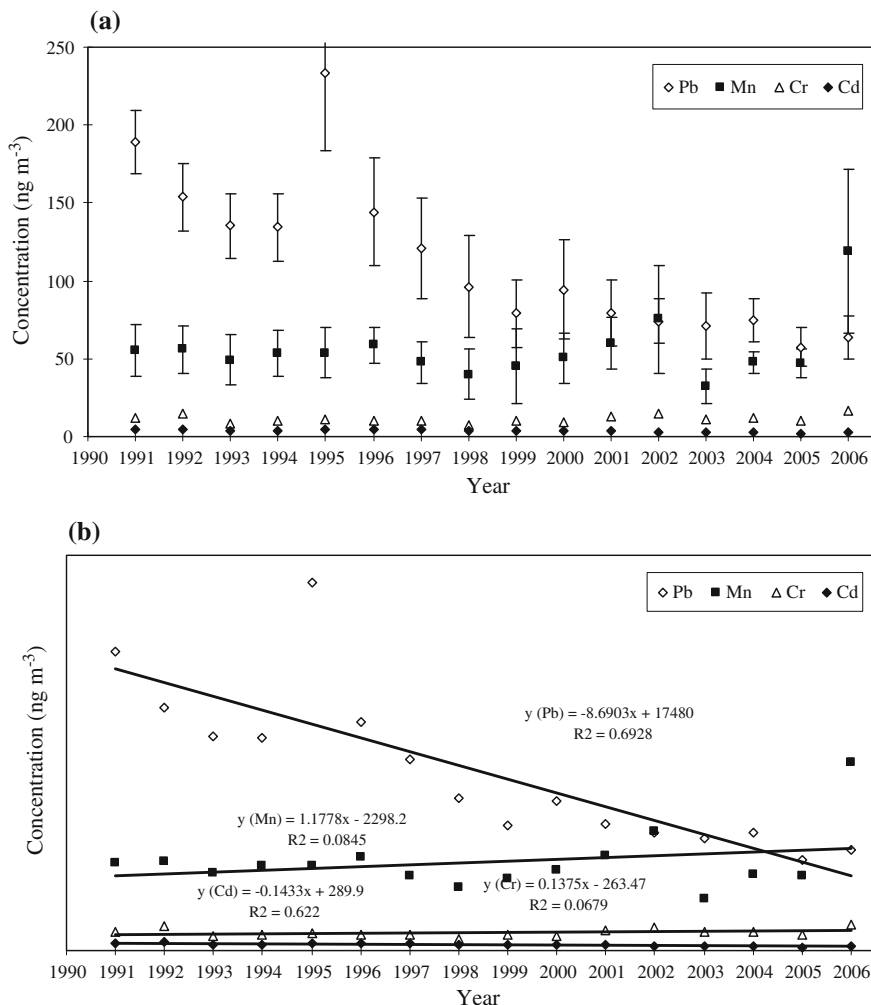 (a)
250
200
150
100
50
0
Concentration (ng m⁻³)
Pb Mn Cr Cd
1990 1991 1992 1993 1994 1995 1996 1997 1998 1999 2000 2001 2002 2003 2004 2005 2006
Year
(b)
Concentration (ng m⁻³)
Pb Mn Cr Cd
y (Pb) = -8.6903x + 17480
R2 = 0.6928
y (Mn) = 1.1778x - 2298.2
R2 = 0.0845
y (Cd) = -0.1433x + 289.9
R2 = 0.622
y (Cr) = 0.1375x - 263.47
R2 = 0.0679
1990 1991 1992 1993 1994 1995 1996 1997 1998 1999 2000 2001 2002 2003 2004 2005 2006
Year